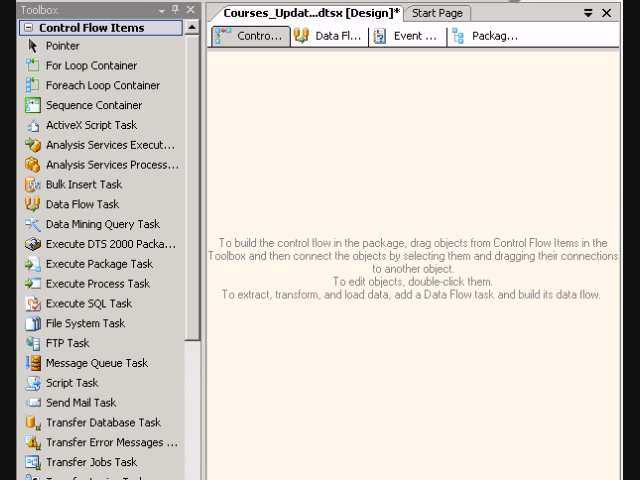 Toolbox
Control Flow Items
Pointer
For Loop Container
Foreach Loop Container
Sequence Container
ActiveX Script Task
Analysis Services Execut...
Analysis Services Process...
Bulk Insert Task
Data Flow Task
Data Mining Query Task
Execute DTS 2000 Packa...
Execute Package Task
Execute Process Task
Execute SQL Task
File System Task
FTP Task
Message Queue Task
Script Task
Send Mail Task
Transfer Database Task
Transfer Error Messages ...
Transfer Jobs Task
Courses_Updat...dtsx [Design]*
Start Page
Contro...
Data Fl...
Event ...
Packag...
To build the control flow in the package, drag objects from Control Flow Items in the
Toolbox and then connect the objects by selecting them and dragging their connections
to another object.
To edit objects, double-click them.
To extract, transform, and load data, add a Data Flow task and build its data flow.